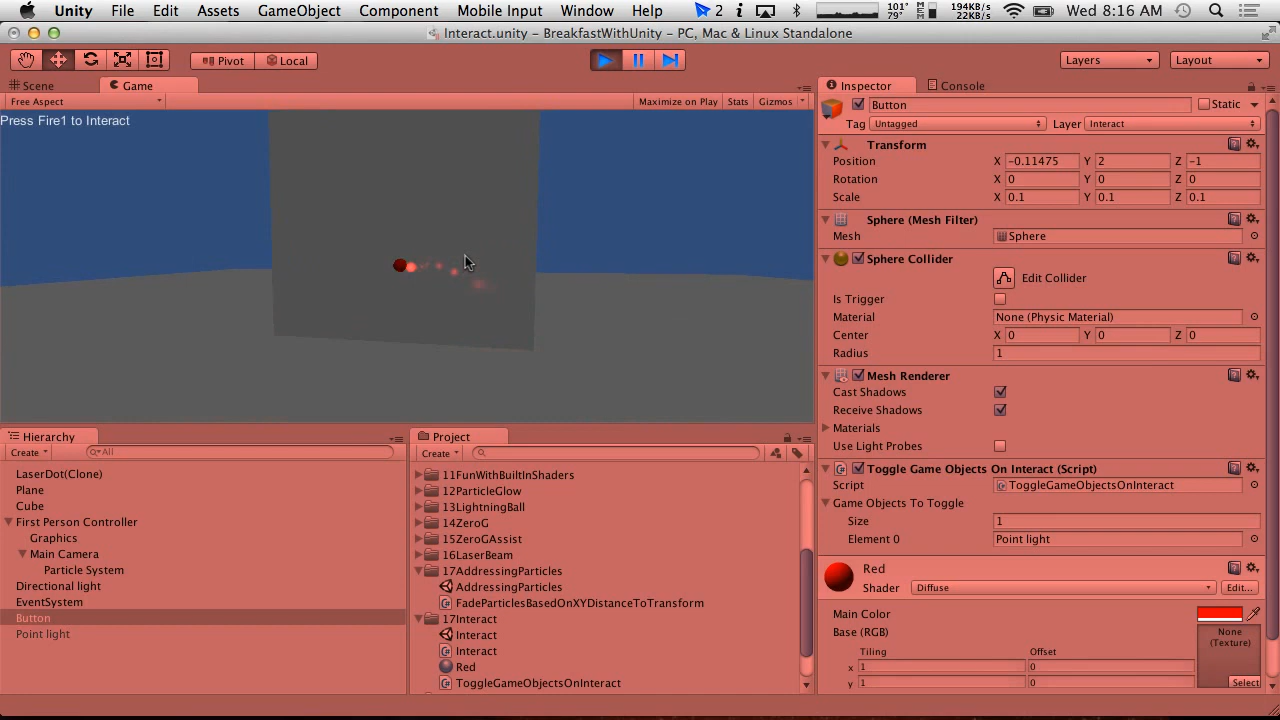 Unity File Edit Assets GameObject Component Mobile Input Window Help 2 101° 79° 194KB/s 22KB/s Wed 8:16 AM
Interact.unity - BreakfastWithUnity - PC, Mac & Linux Standalone
Pivot Local Layers Layout
Scene Game Inspector Console
Free Aspect Maximize on Play Stats Gizmos
Press Fire1 to Interact
Button Static
Tag Untagged Layer Interact
Transform
Position X -0.11475 Y 2 Z -1
Rotation X 0 Y 0 Z 0
Scale X 0.1 Y 0.1 Z 0.1
Sphere (Mesh Filter)
Mesh Sphere
Sphere Collider
Edit Collider
Is Trigger
Material None (Physic Material)
Center X 0 Y 0 Z 0
Radius 1
Mesh Renderer
Cast Shadows
Receive Shadows
Materials
Use Light Probes
Toggle Game Objects On Interact (Script)
Script ToggleGameObjectsOnInteract
Game Objects To Toggle
Size 1
Element 0 Point light
Red
Shader Diffuse Edit...
Main Color
Base (RGB) None (Texture)
Tiling Offset
x 1 0
y 1 0 Select
Hierarchy
Create All
LaserDot(Clone)
Plane
Cube
First Person Controller
Graphics
Main Camera
Particle System
Directional light
EventSystem
Button
Point light
Project
Create
11FunWithBuiltInShaders
12ParticleGlow
13LightningBall
14ZeroG
15ZeroGAssist
16LaserBeam
17AddressingParticles
AddressingParticles
FadeParticlesBasedOnXYDistanceToTransform
17Interact
Interact
Interact
Red
ToggleGameObjectsOnInteract